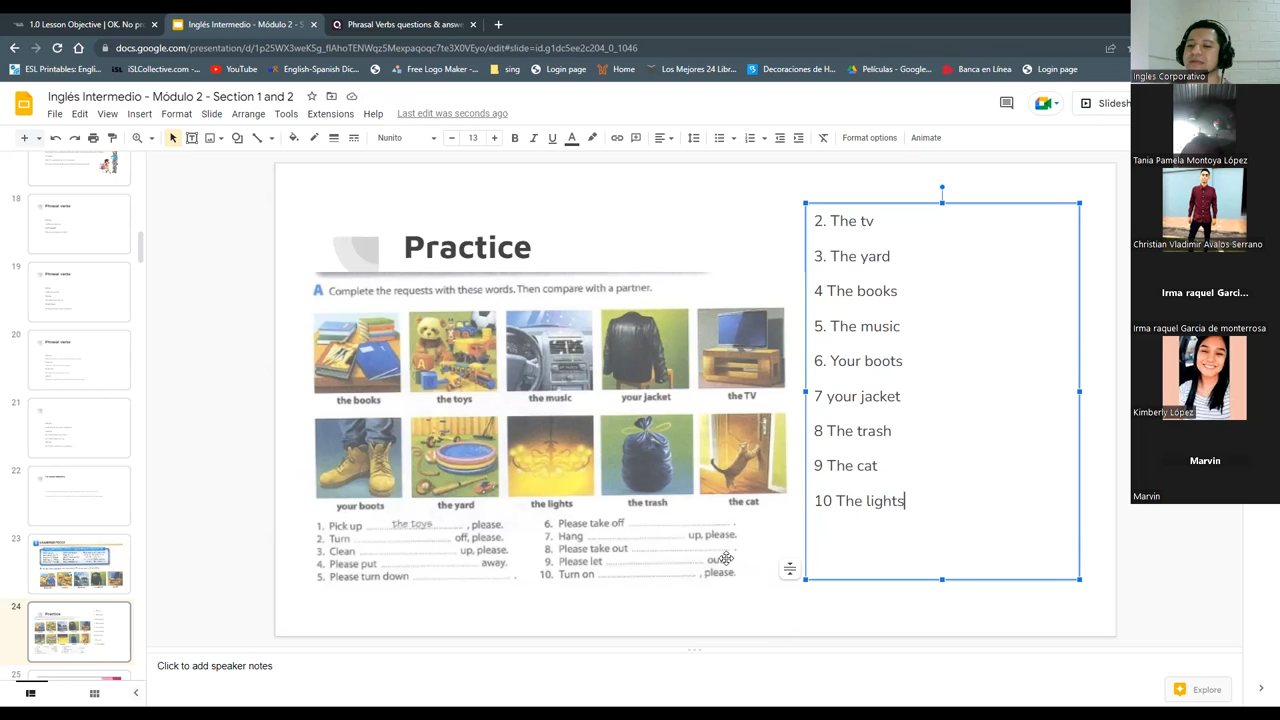 1.0 Lesson Objective | OK. No pr
Inglés Intermedio - Módulo 2 - S
Phrasal Verbs questions & answe
docs.google.com/presentation/d/1p25WX3weK5g_flAhoTENWqz5Mexpaqoqc7te3X0VEyo/edit#slide=id.g1dc5ee2c204_0_1046
ESL Printables: Engli...
iSLCollective.com -...
YouTube
English-Spanish Dic...
Free Logo Maker -...
sing
Login page
Home
Los Mejores 24 Libr...
Decoraciones de H...
Películas - Google...
Banca en Línea
Login page
Inglés Intermedio - Módulo 2 - Section 1 and 2
File Edit View Insert Format Slide Arrange Tools Extensions Help Last edit was seconds ago
Slidesh
Nunito
13
Format options
Animate
18
19
20
21
22
23
24
25
Practice
A Complete the requests with these words. Then compare with a partner.
the books the toys the music your jacket the TV
your boots the yard the lights the trash the cat
1. Pick up the toys , please.
2. Turn off, please.
3. Clean up, please.
4. Please put away.
5. Please turn down .
6. Please take off .
7. Hang up, please.
8. Please take out .
9. Please let
10. Turn on , please.
2. The tv
3. The yard
4 The books
5. The music
6. Your boots
7 your jacket
8 The trash
9 The cat
10 The lights
Click to add speaker notes
Explore
Ingles Corporativo
Tania Pamela Montoya López
Christian Vladimir Avalos Serrano
Irma raquel Garci...
Irma raquel Garcia de monterrosa
Kimberly López
Marvin
Marvin